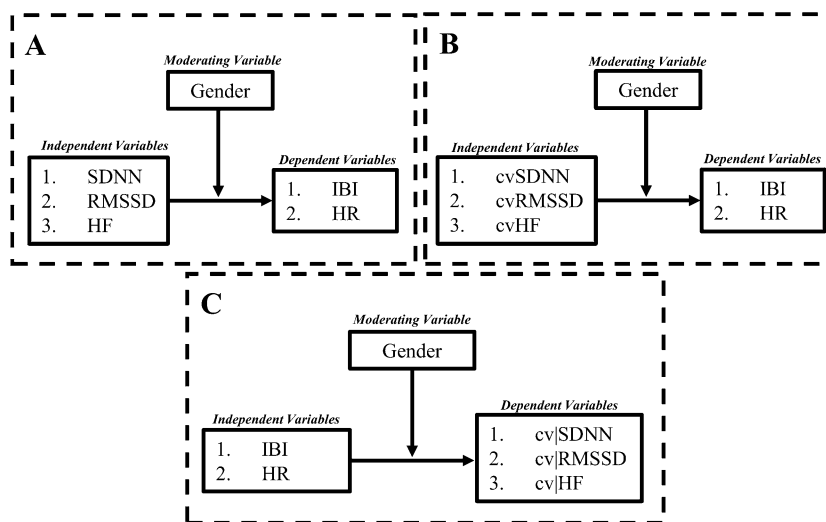 A
Moderating Variable
Gender
Independent Variables
1. SDNN
2. RMSSD
3. HF
Dependent Variables
1. IBI
2. HR
B
Moderating Variable
Gender
Independent Variables
1. cvSDNN
2. cvRMSSD
3. cvHF
Dependent Variables
1. IBI
2. HR
C
Moderating Variable
Gender
Independent Variables
1. IBI
2. HR
Dependent Variables
1. cv|SDNN
2. cv|RMSSD
3. cv|HF